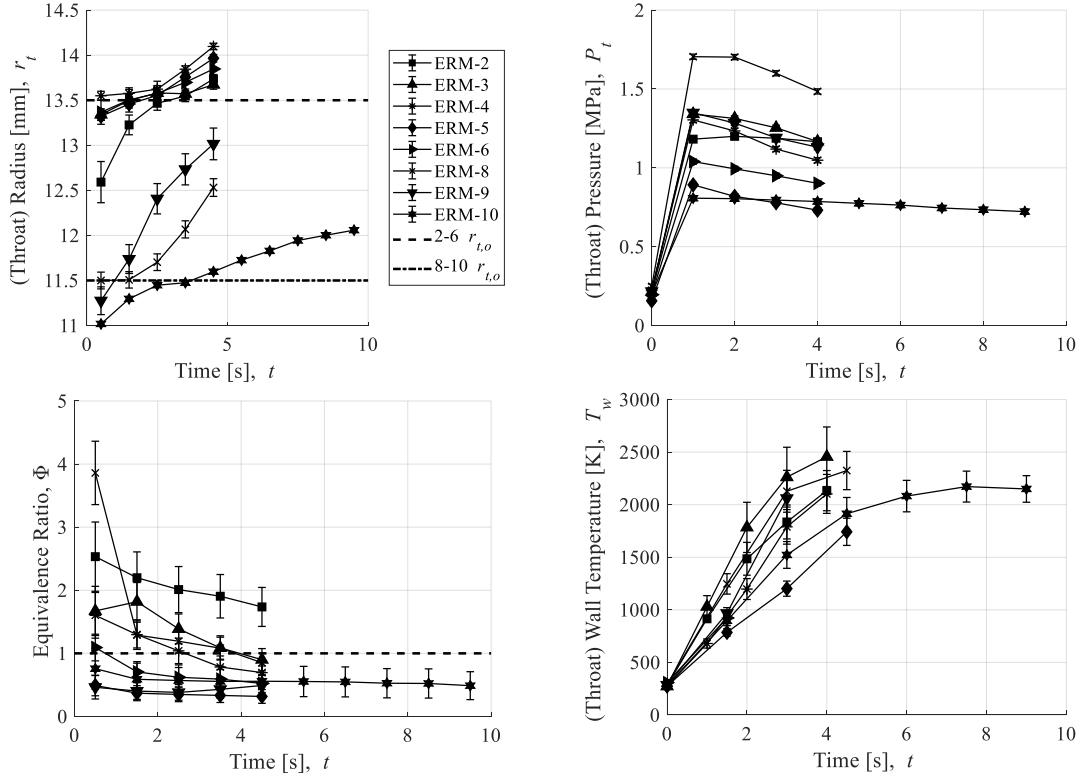 14.5
14
13.5
13
12.5
12
11.5
11
0
5
10
(Throat) Radius [mm], r_t
Time [s], t
ERM-2
ERM-3
ERM-4
ERM-5
ERM-6
ERM-8
ERM-9
ERM-10
2-6 r_{t,o}
8-10 r_{t,o}
2
1.5
1
0.5
0
0
2
4
6
8
10
(Throat) Pressure [MPa], P_t
Time [s], t
5
4
3
2
1
0
0
2
4
6
8
10
Equivalence Ratio, Φ
Time [s], t
3000
2500
2000
1500
1000
500
0
0
2
4
6
8
10
(Throat) Wall Temperature [K], T_w
Time [s], t